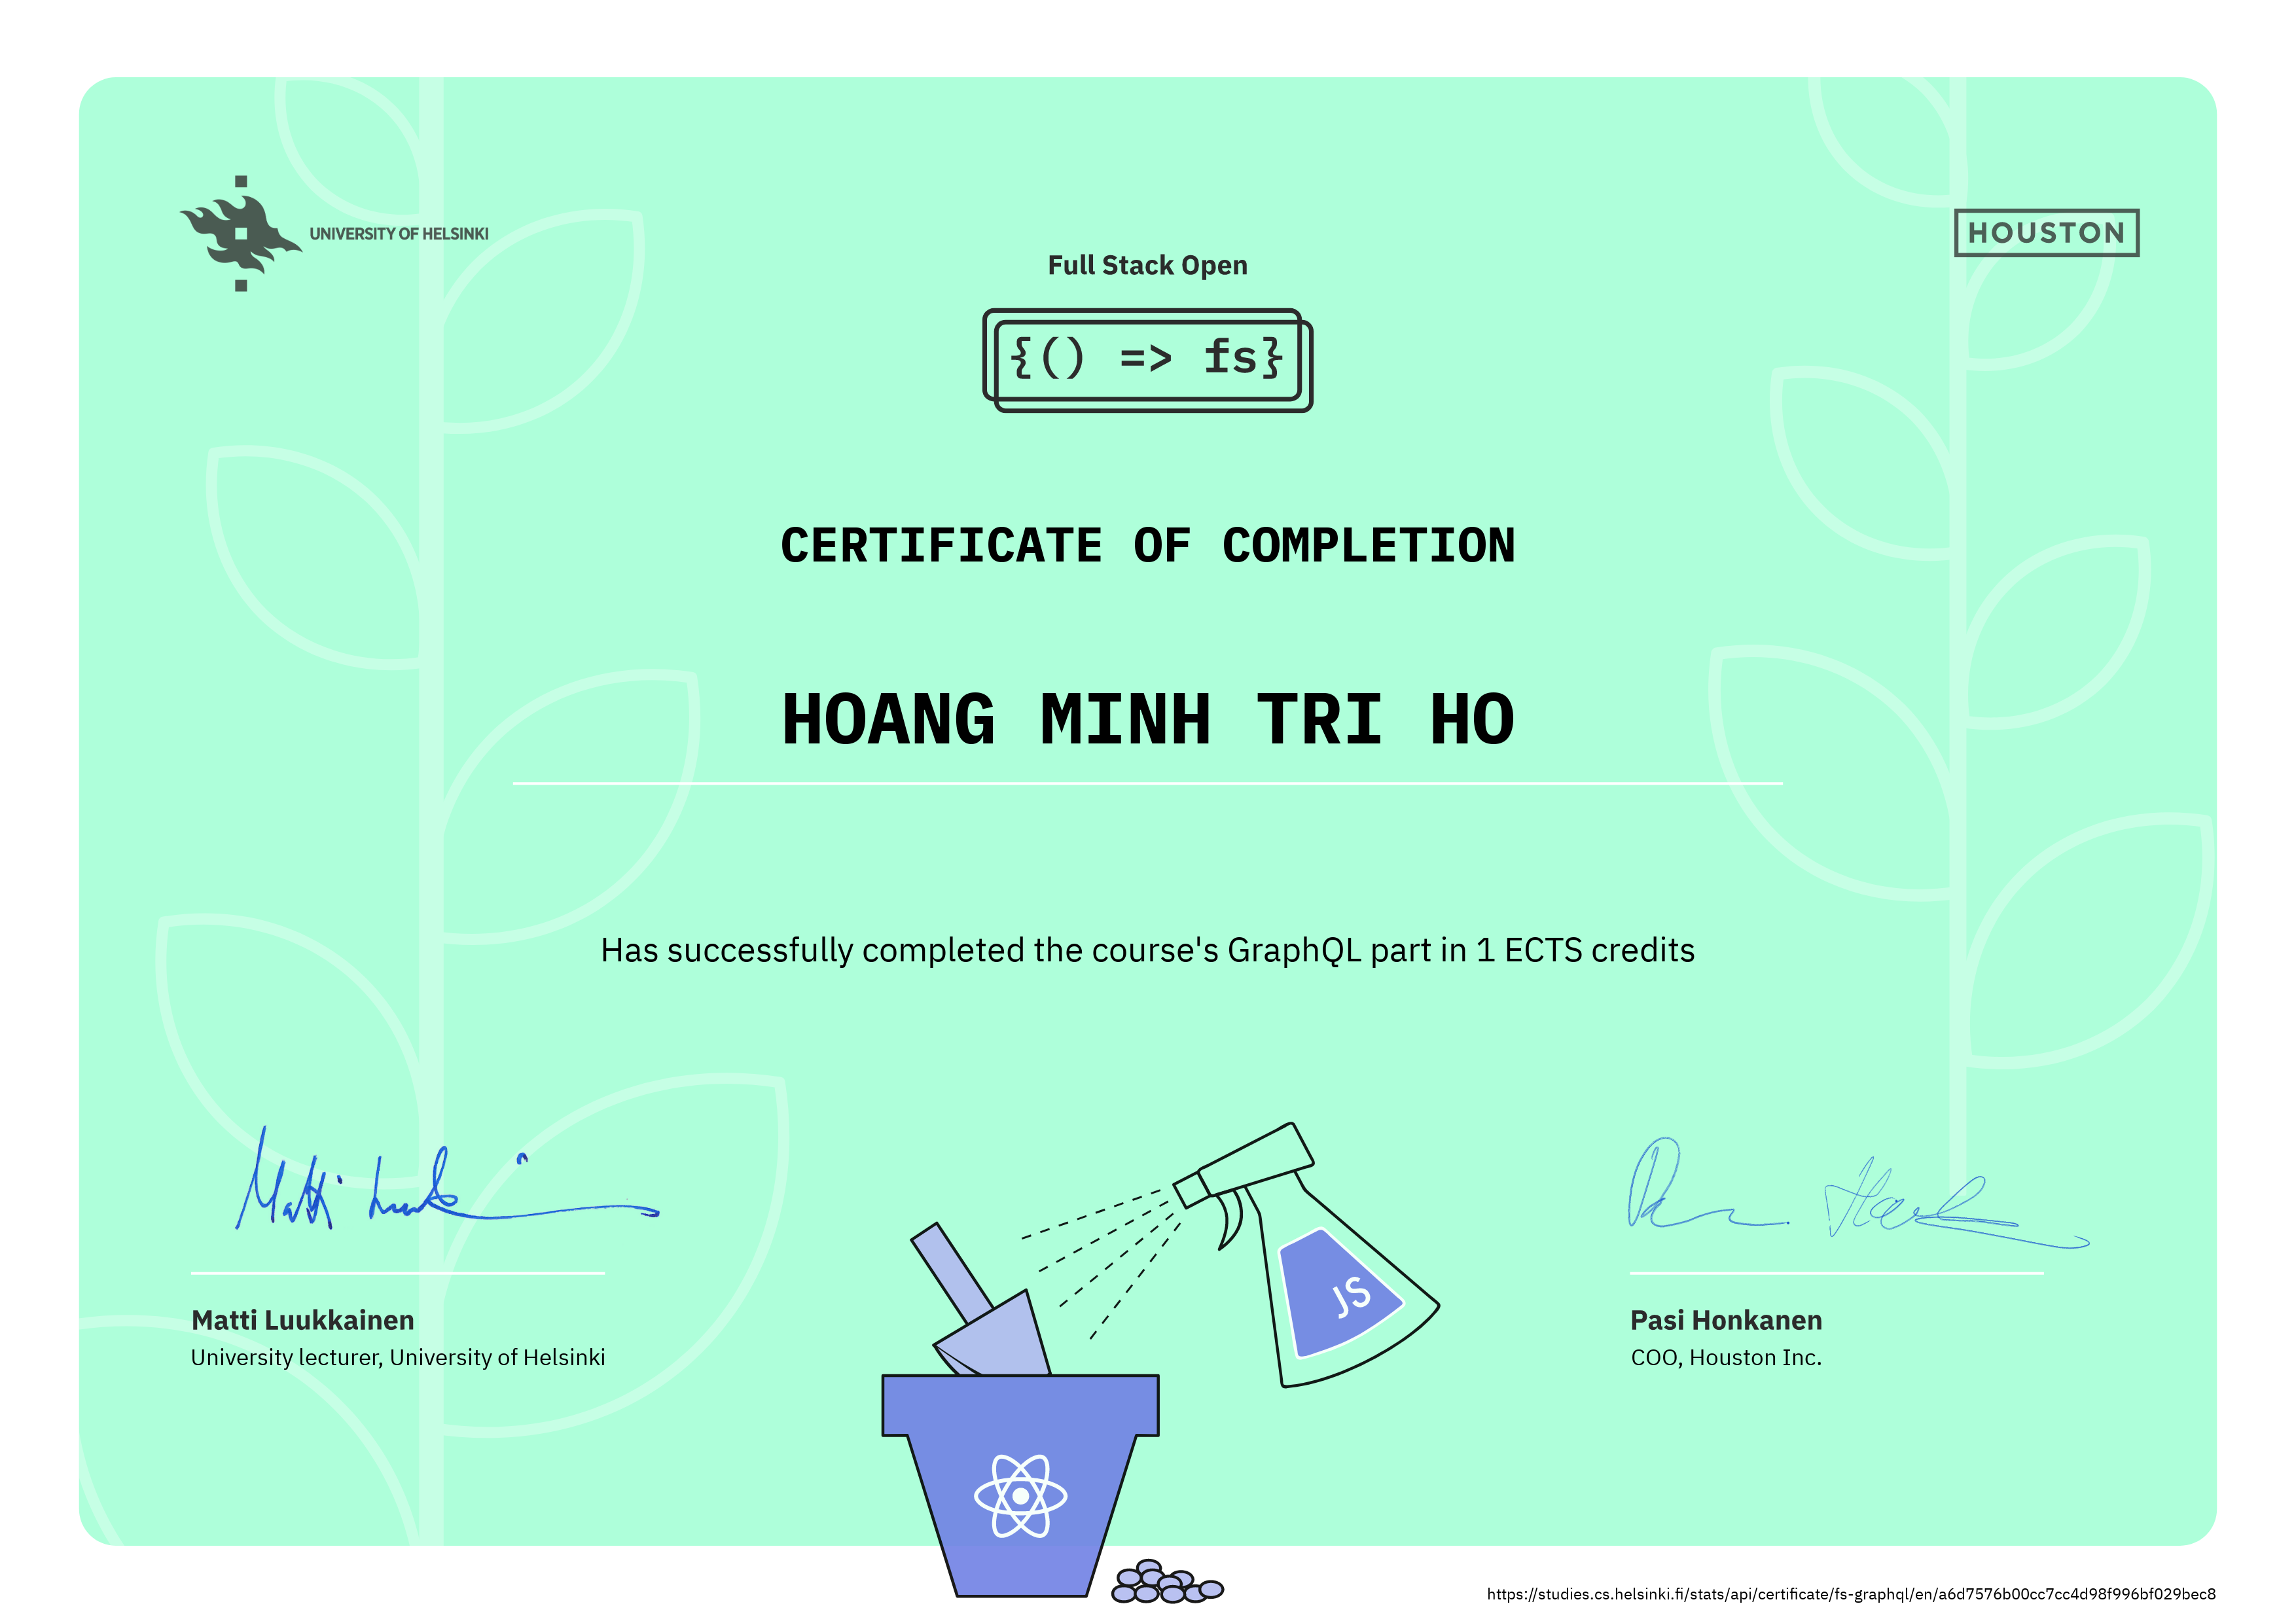 UNIVERSITY OF HELSINKI
HOUSTON
Full Stack Open
{() => fs}
CERTIFICATE OF COMPLETION
HOANG MINH TRI HO
Has successfully completed the course's GraphQL part in 1 ECTS credits
JS
Matti Luukkainen
University lecturer, University of Helsinki
Pasi Honkanen
COO, Houston Inc.
https://studies.cs.helsinki.fi/stats/api/certificate/fs-graphql/en/a6d7576b00cc7cc4d98f996bf029bec8